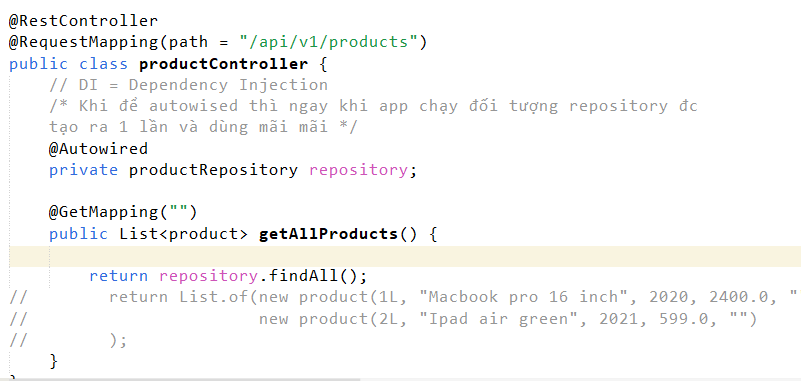 @RestController
@RequestMapping(path = "/api/v1/products")
public class productController {
    // DI = Dependency Injection
    /* Khi để autowised thì ngay khi app chạy đối tượng repository đc
    tạo ra 1 lần và dùng mãi mãi */
    @Autowired
    private productRepository repository;
    @GetMapping("")
    public List<product> getAllProducts() {
        return repository.findAll();
//        return List.of(new product(1L, "Macbook pro 16 inch", 2020, 2400.0, "
//                       new product(2L, "Ipad air green", 2021, 599.0, "")
//        );
    }